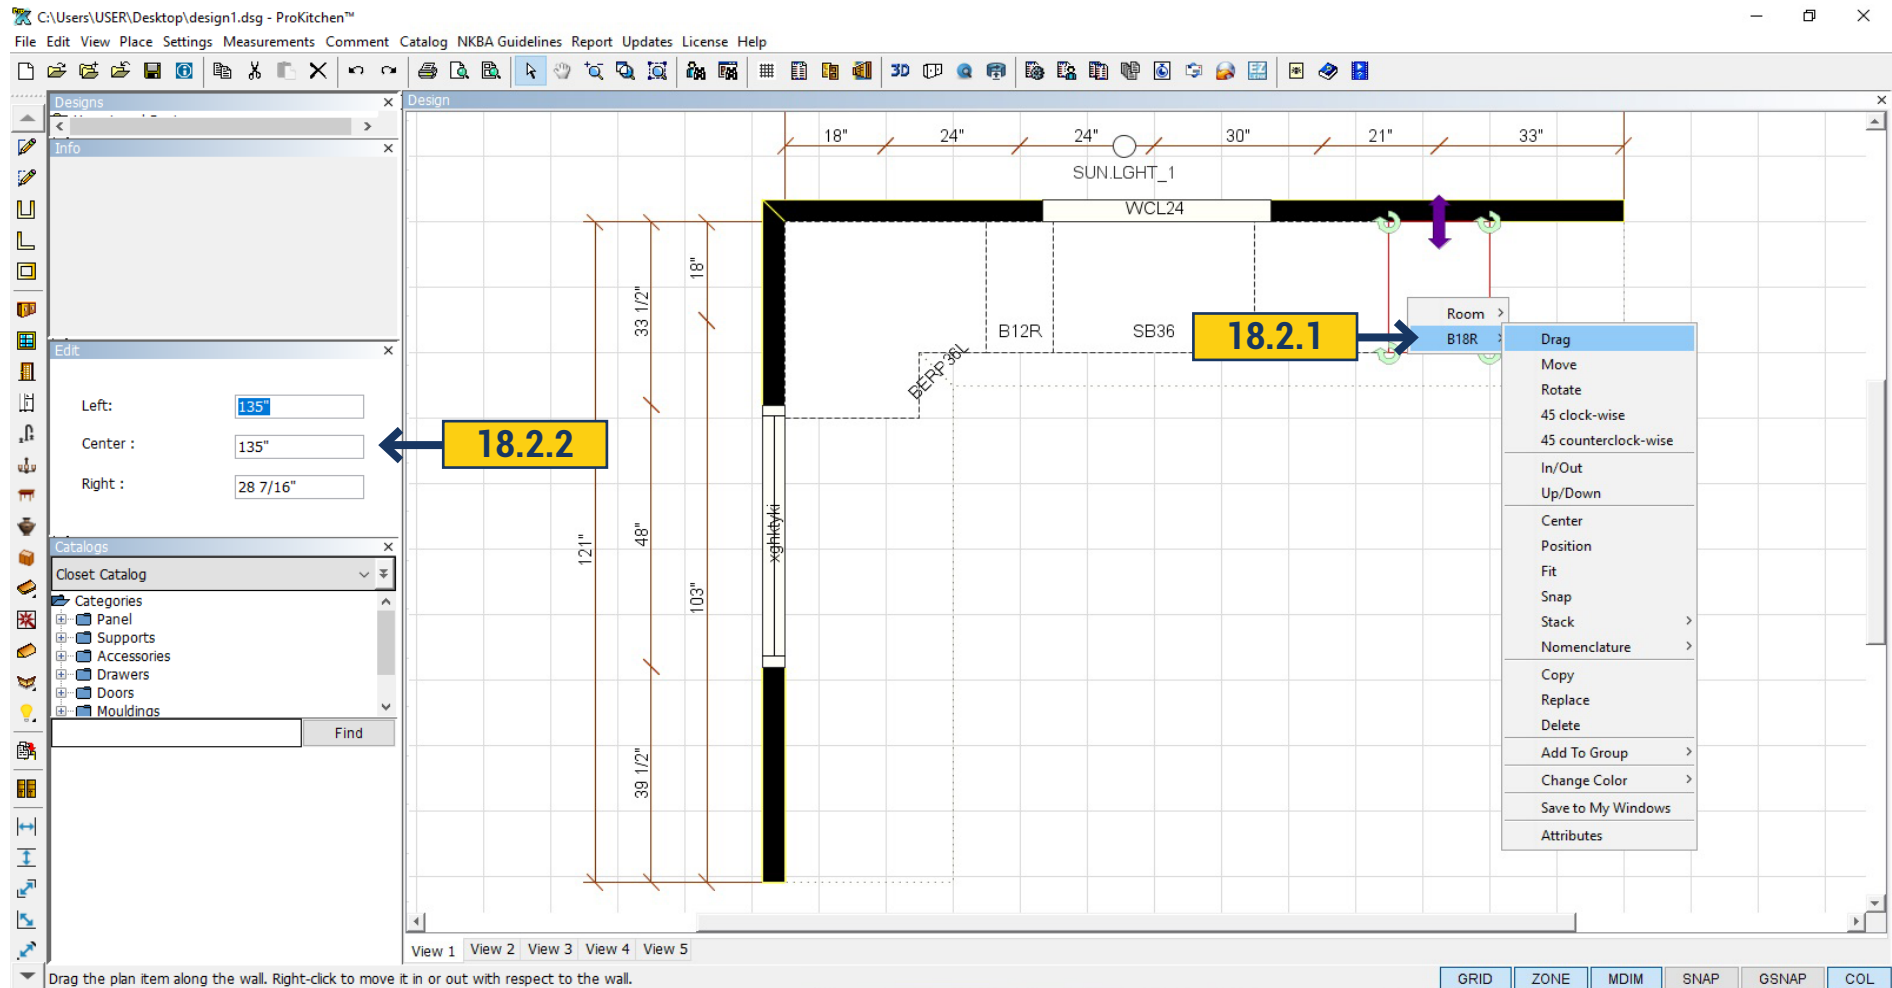 C:\Users\USER\Desktop\design1.dsg - ProKitchen™
File Edit View Place Settings Measurements Comment Catalog NKBA Guidelines Report Updates License Help
3D
Designs
Design
Info
Edit
Left:
135"
Center :
135"
Right :
28 7/16"
18.2.2
Catalogs
Closet Catalog
Categories
Panel
Supports
Accessories
Drawers
Doors
Mouldings
Find
18" 24" 24" 30" 21" 33"
SUN.LGHT_1
WCL24
18"
33 1/2"
B12R
SB36
BERP36L
18.2.1
121"
48"
103"
xghktyki
39 1/2"
Room
B18R
Drag
Move
Rotate
45 clock-wise
45 counterclock-wise
In/Out
Up/Down
Center
Position
Fit
Snap
Stack
Nomenclature
Copy
Replace
Delete
Add To Group
Change Color
Save to My Windows
Attributes
View 1 View 2 View 3 View 4 View 5
Drag the plan item along the wall. Right-click to move it in or out with respect to the wall.
GRID ZONE MDIM SNAP GSNAP COL